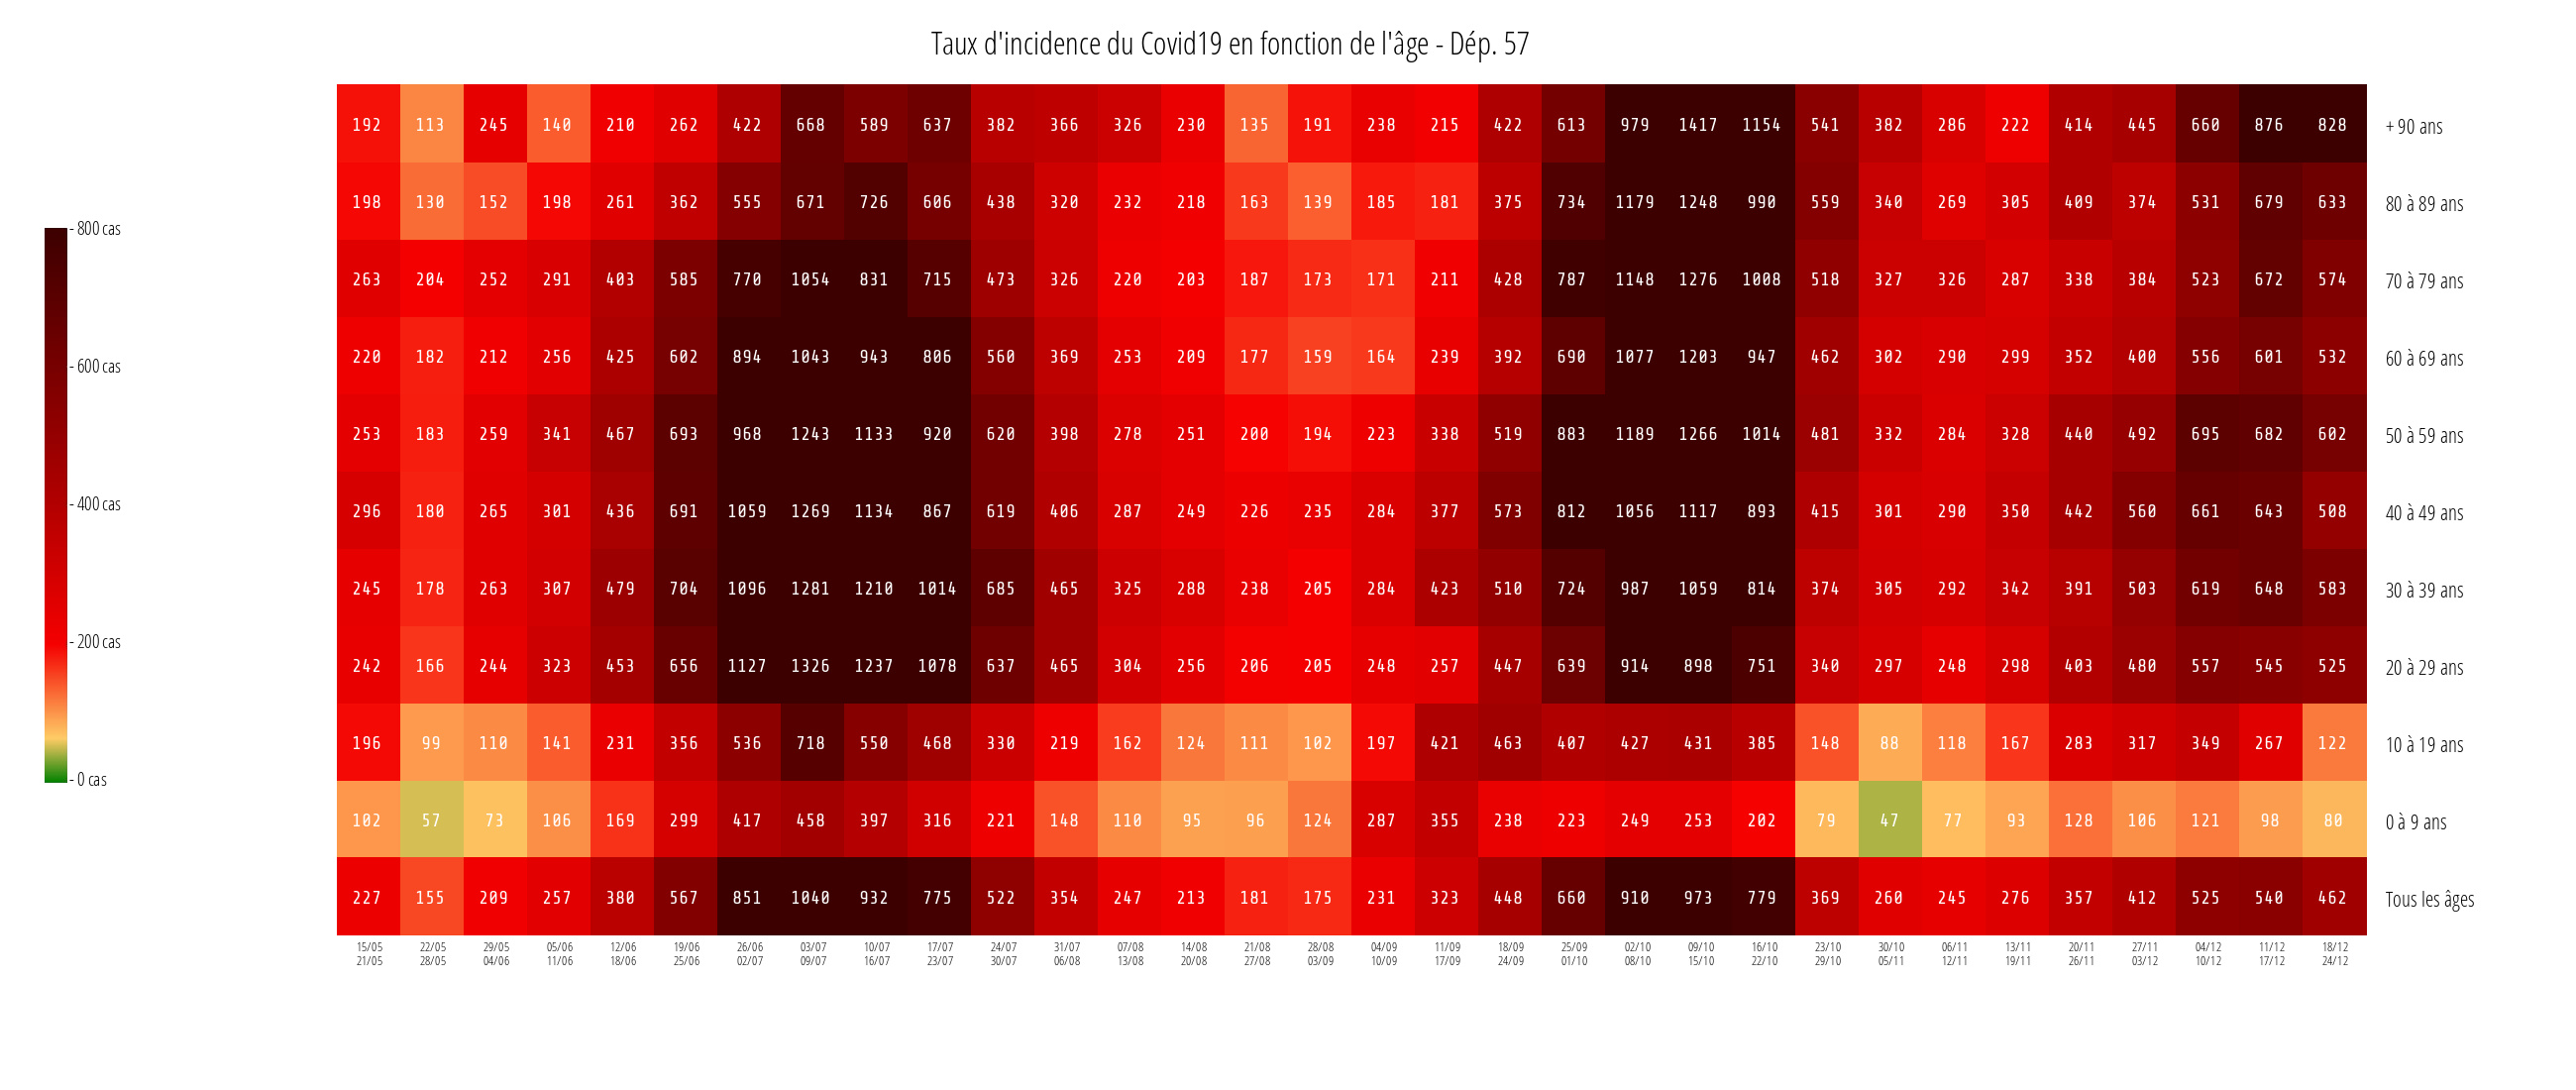 Taux d'incidence du Covid19 en fonction de l'âge - Dép. 57
- 800 cas
- 600 cas
- 400 cas
- 200 cas
- 0 cas
192 113 245 140 210 262 422 668 589 637 382 366 326 230 135 191 238 215 422 613 979 1417 1154 541 382 286 222 414 445 660 876 828 + 90 ans
198 130 152 198 261 362 555 671 726 606 438 320 232 218 163 139 185 181 375 734 1179 1248 990 559 340 269 305 409 374 531 679 633 80 à 89 ans
263 204 252 291 403 585 770 1054 831 715 473 326 220 203 187 173 171 211 428 787 1148 1276 1008 518 327 326 287 338 384 523 672 574 70 à 79 ans
220 182 212 256 425 602 894 1043 943 806 560 369 253 209 177 159 164 239 392 690 1077 1203 947 462 302 290 299 352 400 556 601 532 60 à 69 ans
253 183 259 341 467 693 968 1243 1133 920 620 398 278 251 200 194 223 338 519 883 1189 1266 1014 481 332 284 328 440 492 695 682 602 50 à 59 ans
296 180 265 301 436 691 1059 1269 1134 867 619 406 287 249 226 235 284 377 573 812 1056 1117 893 415 301 290 350 442 560 661 643 508 40 à 49 ans
245 178 263 307 479 704 1096 1281 1210 1014 685 465 325 288 238 205 284 423 510 724 987 1059 814 374 305 292 342 391 503 619 648 583 30 à 39 ans
242 166 244 323 453 656 1127 1326 1237 1078 637 465 304 256 206 205 248 257 447 639 914 898 751 340 297 248 298 403 480 557 545 525 20 à 29 ans
196 99 110 141 231 356 536 718 550 468 330 219 162 124 111 102 197 421 463 407 427 431 385 148 88 118 167 283 317 349 267 122 10 à 19 ans
102 57 73 106 169 299 417 458 397 316 221 148 110 95 96 124 287 355 238 223 249 253 202 79 47 77 93 128 106 121 98 80 0 à 9 ans
227 155 209 257 380 567 851 1040 932 775 522 354 247 213 181 175 231 323 448 660 910 973 779 369 260 245 276 357 412 525 540 462 Tous les âges
15/05 22/05 29/05 05/06 12/06 19/06 26/06 03/07 10/07 17/07 24/07 31/07 07/08 14/08 21/08 28/08 04/09 11/09 18/09 25/09 02/10 09/10 16/10 23/10 30/10 06/11 13/11 20/11 27/11 04/12 11/12 18/12
21/05 28/05 04/06 11/06 18/06 25/06 02/07 09/07 16/07 23/07 30/07 06/08 13/08 20/08 27/08 03/09 10/09 17/09 24/09 01/10 08/10 15/10 22/10 29/10 05/11 12/11 19/11 26/11 03/12 10/12 17/12 24/12